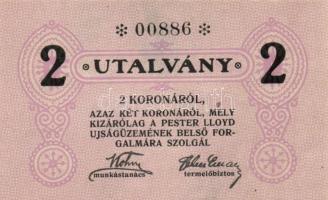 * 00886 *
2 UTALVÁNY 2
2 KORONÁRÓL,
AZAZ KÉT KORONÁRÓL, MELY
KIZÁRÓLAG A PESTER LLOYD
UJSÁGÜZEMÉNEK BELSŐ FOR-
GALMÁRA SZOLGÁL
munkástanács termelőbiztos